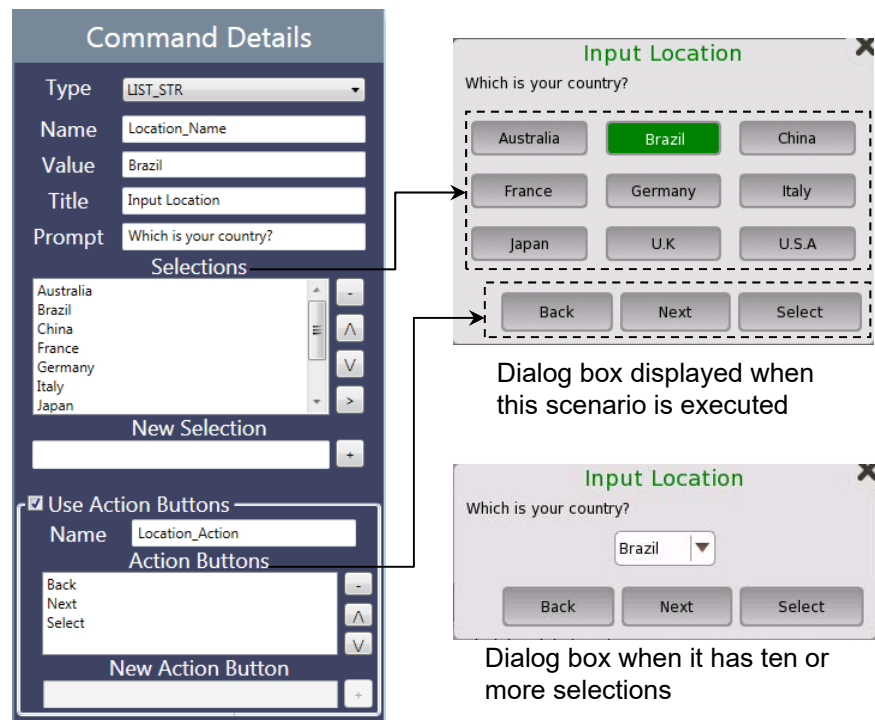 Command Details
Type LIST_STR
Name Location_Name
Value Brazil
Title Input Location
Prompt Which is your country?
Selections
Australia
Brazil
China
France
Germany
Italy
Japan
-
Λ
V
>
New Selection
+
Use Action Buttons
Name Location_Action
Action Buttons
Back
Next
Select
-
Λ
V
New Action Button
+
Input Location
Which is your country?
Australia Brazil China
France Germany Italy
Japan U.K U.S.A
Back Next Select
Dialog box displayed when
this scenario is executed
Input Location
Which is your country?
Brazil
Back Next Select
Dialog box when it has ten or
more selections